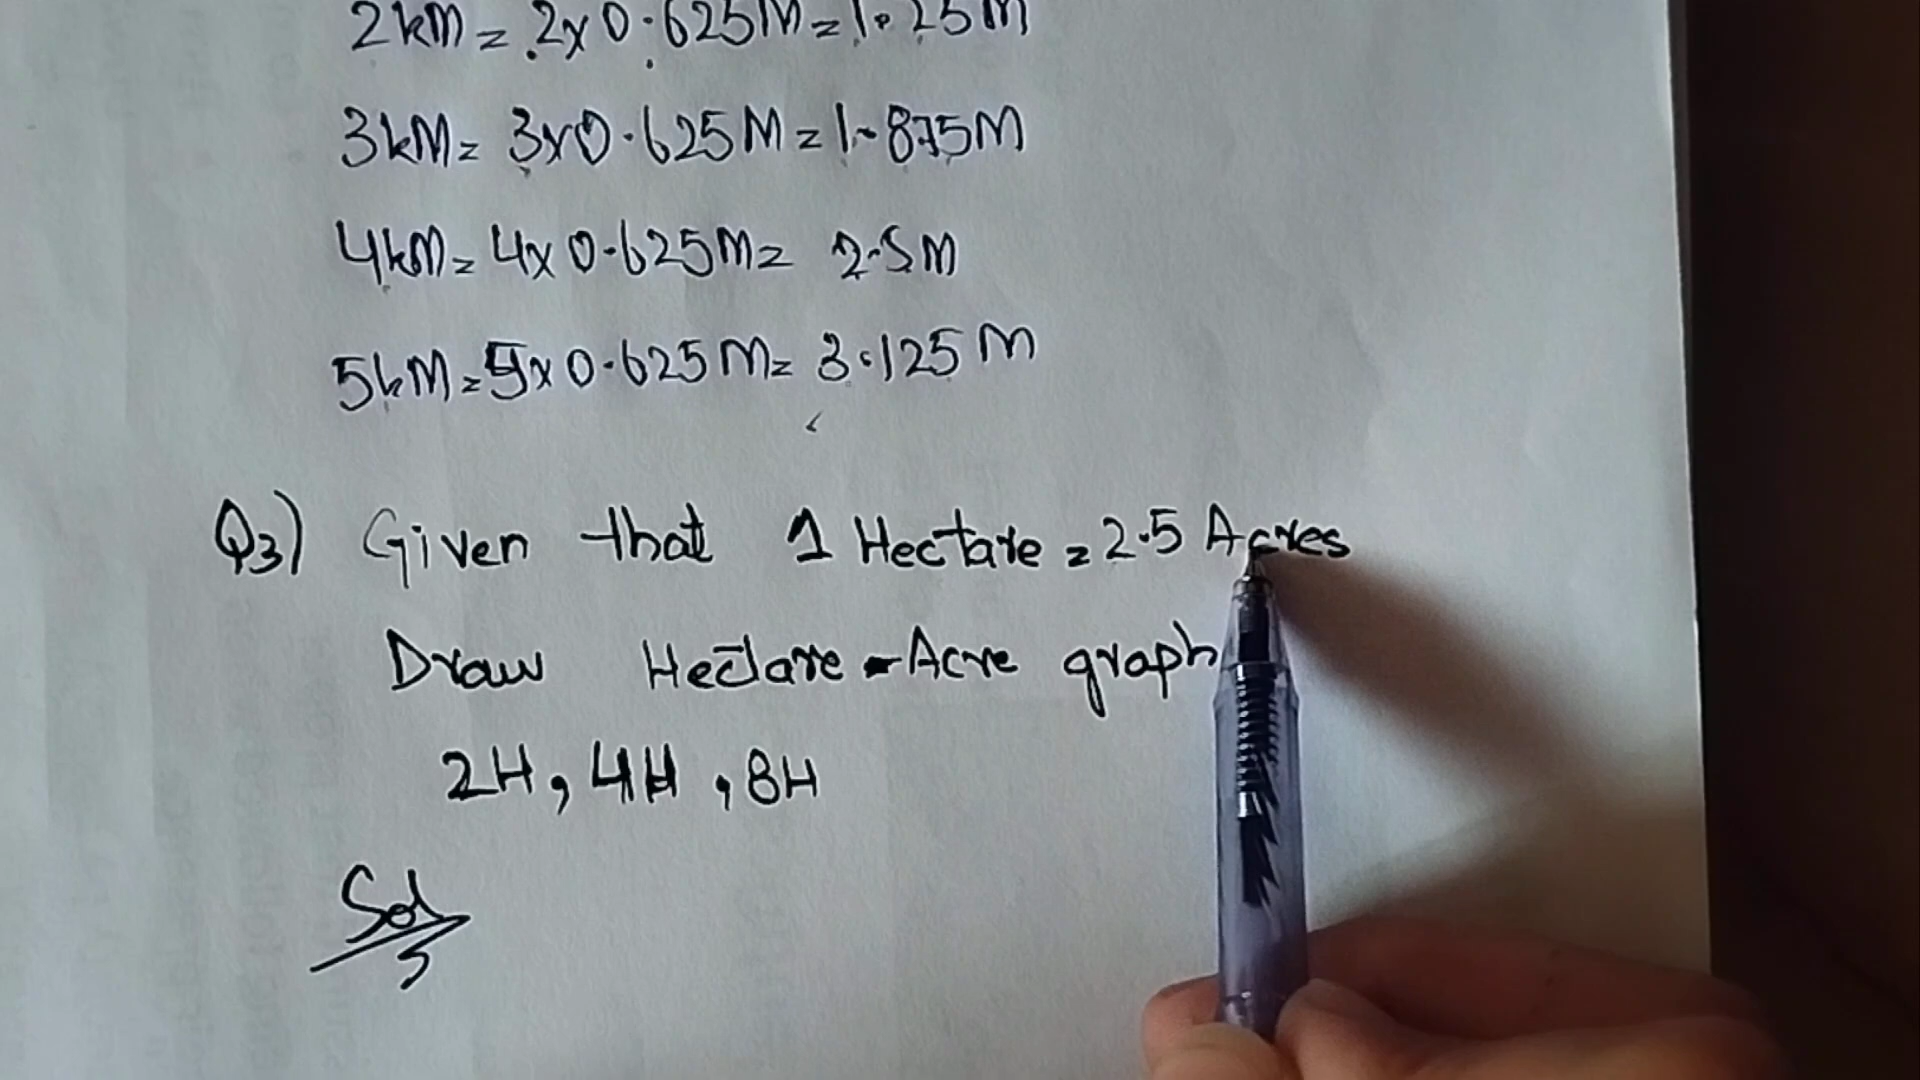 2kM = 2x0.625M = 1.25M
3kM = 3x0.625M = 1.875M
4kM = 4x0.625M = 2.5M
5kM = 5x0.625M = 3.125M
Q3) Given that 1 Hectare = 2.5 Acres
Draw Hectare - Acre graph
2H, 4H, 8H
Sol